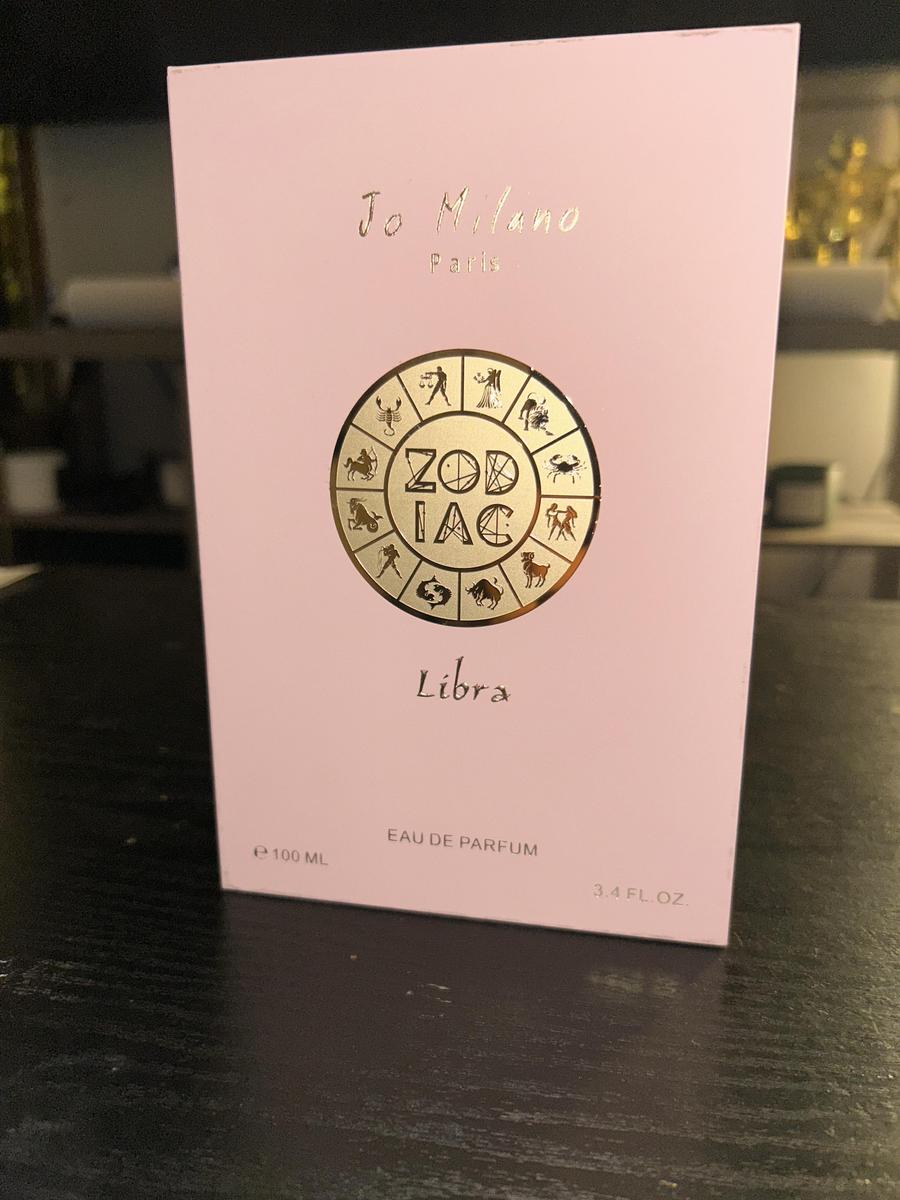 Jo Milano
Paris
ZOD
IAC
Libra
EAU DE PARFUM
℮100 ML
3.4 FL.OZ.